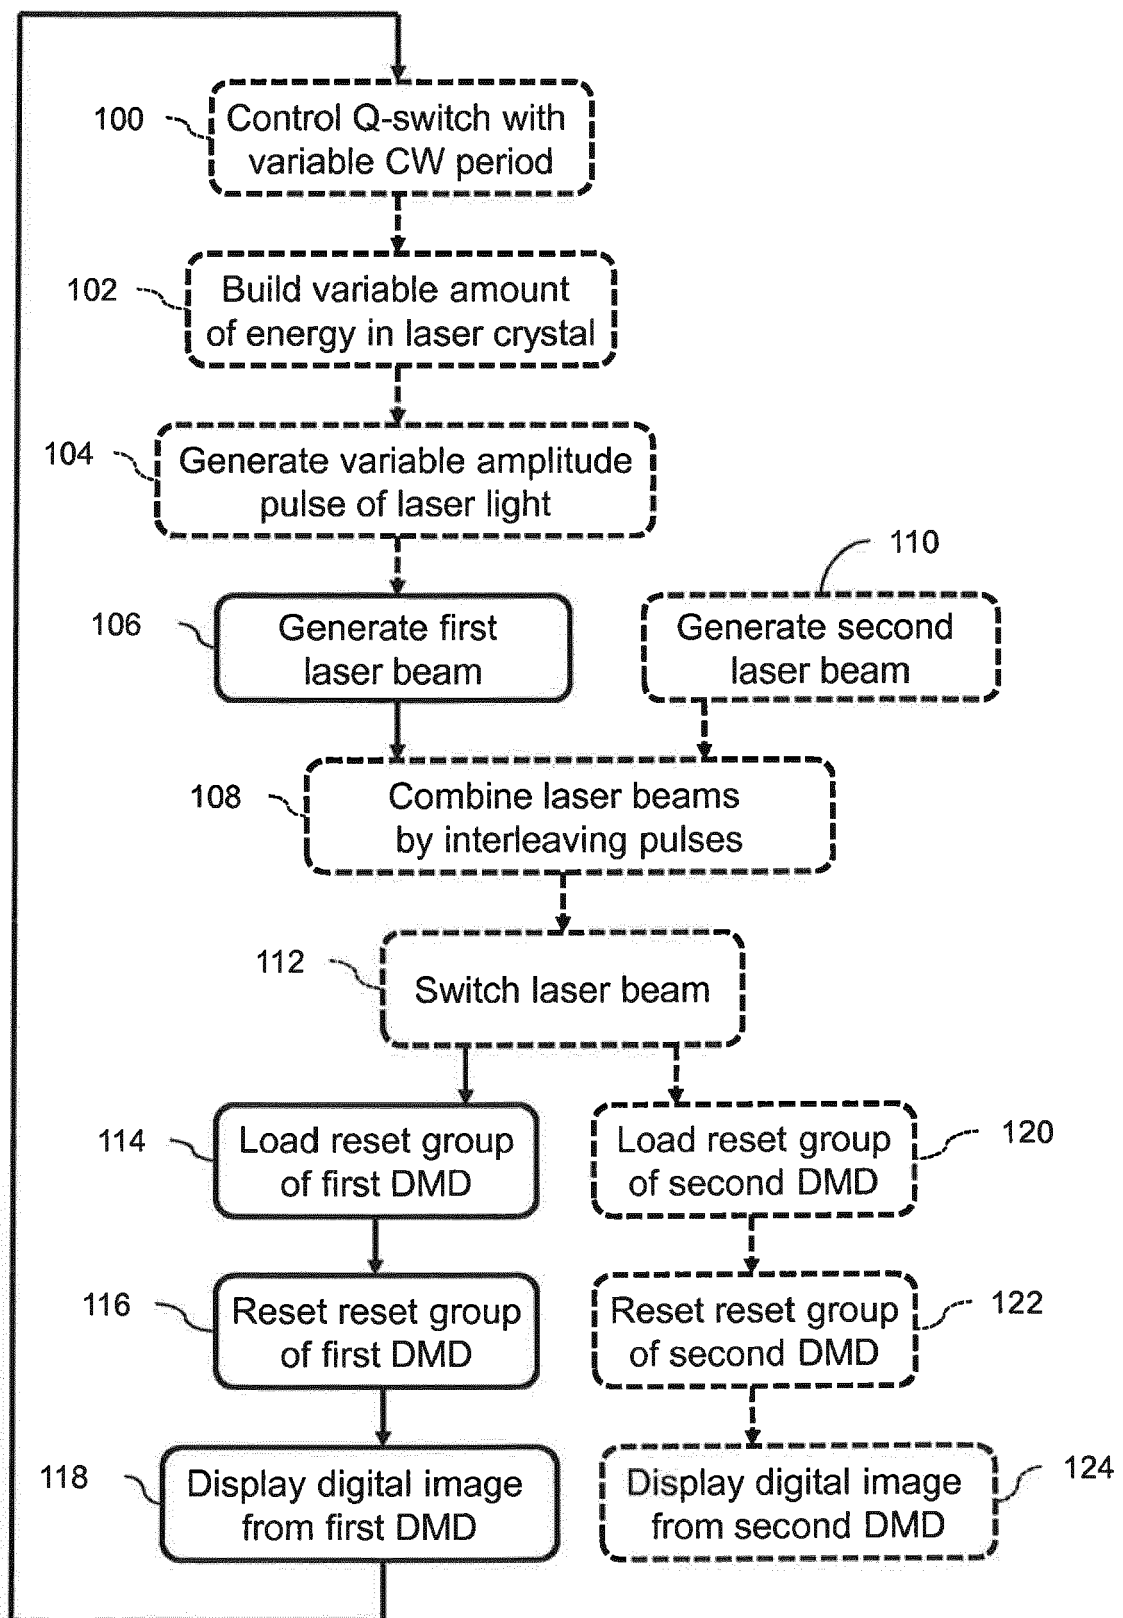 100
Control Q-switch with
variable CW period
102
Build variable amount
of energy in laser crystal
104
Generate variable amplitude
pulse of laser light
106
Generate first
laser beam
110
Generate second
laser beam
108
Combine laser beams
by interleaving pulses
112
Switch laser beam
114
Load reset group
of first DMD
Load reset group
of second DMD
120
116
Reset reset group
of first DMD
Reset reset group
of second DMD
122
118
Display digital image
from first DMD
Display digital image
from second DMD
124